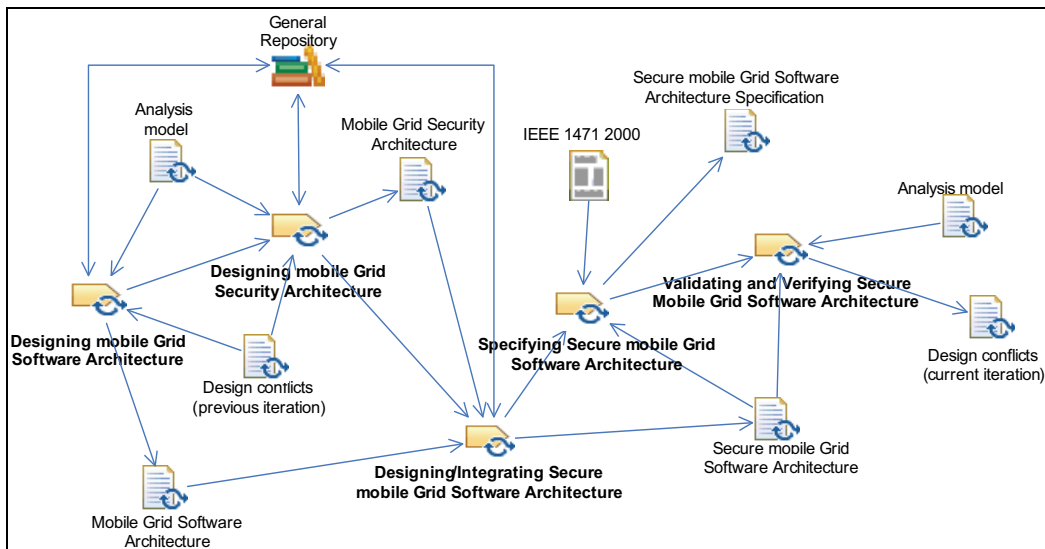 General
Repository
Secure mobile Grid Software
Architecture Specification
Analysis
model
Mobile Grid Security
Architecture
IEEE 1471 2000
Analysis model
Designing mobile Grid
Security Architecture
Validating and Verifying Secure
Mobile Grid Software Architecture
Designing mobile Grid
Software Architecture
Specifying Secure mobile Grid
Software Architecture
Design conflicts
(previous iteration)
Design conflicts
(current iteration)
Secure mobile Grid
Software Architecture
Designing/Integrating Secure
mobile Grid Software Architecture
Mobile Grid Software
Architecture